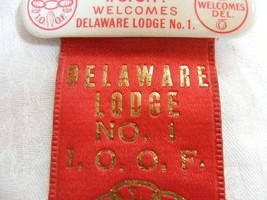 WELCOMES
DELAWARE LODGE No. 1.
I.O.O.F.
WELCOMES
DEL.
DELAWARE
LODGE
NO. 1
I. O. O. F.